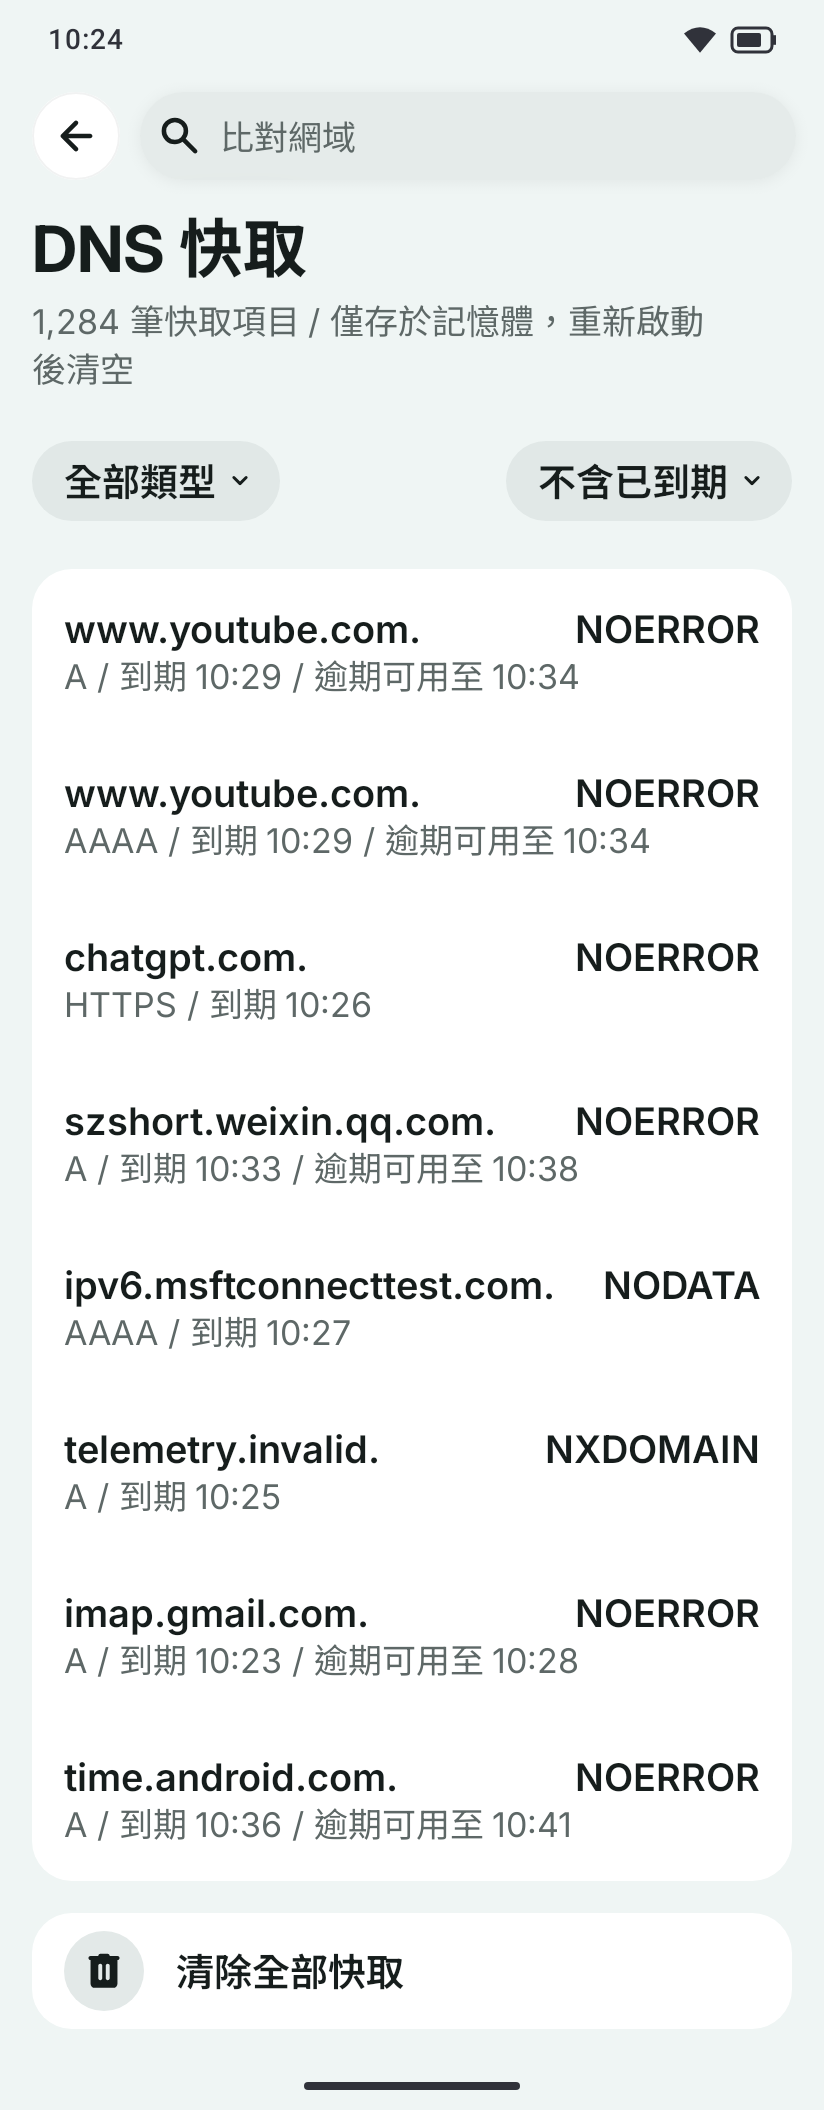 10:24
比對網域
DNS 快取
1,284 筆快取項目 / 僅存於記憶體，重新啟動
後清空
全部類型
不含已到期
www.youtube.com. NOERROR
A / 到期 10:29 / 逾期可用至 10:34
www.youtube.com. NOERROR
AAAA / 到期 10:29 / 逾期可用至 10:34
chatgpt.com. NOERROR
HTTPS / 到期 10:26
szshort.weixin.qq.com. NOERROR
A / 到期 10:33 / 逾期可用至 10:38
ipv6.msftconnecttest.com. NODATA
AAAA / 到期 10:27
telemetry.invalid. NXDOMAIN
A / 到期 10:25
imap.gmail.com. NOERROR
A / 到期 10:23 / 逾期可用至 10:28
time.android.com. NOERROR
A / 到期 10:36 / 逾期可用至 10:41
清除全部快取